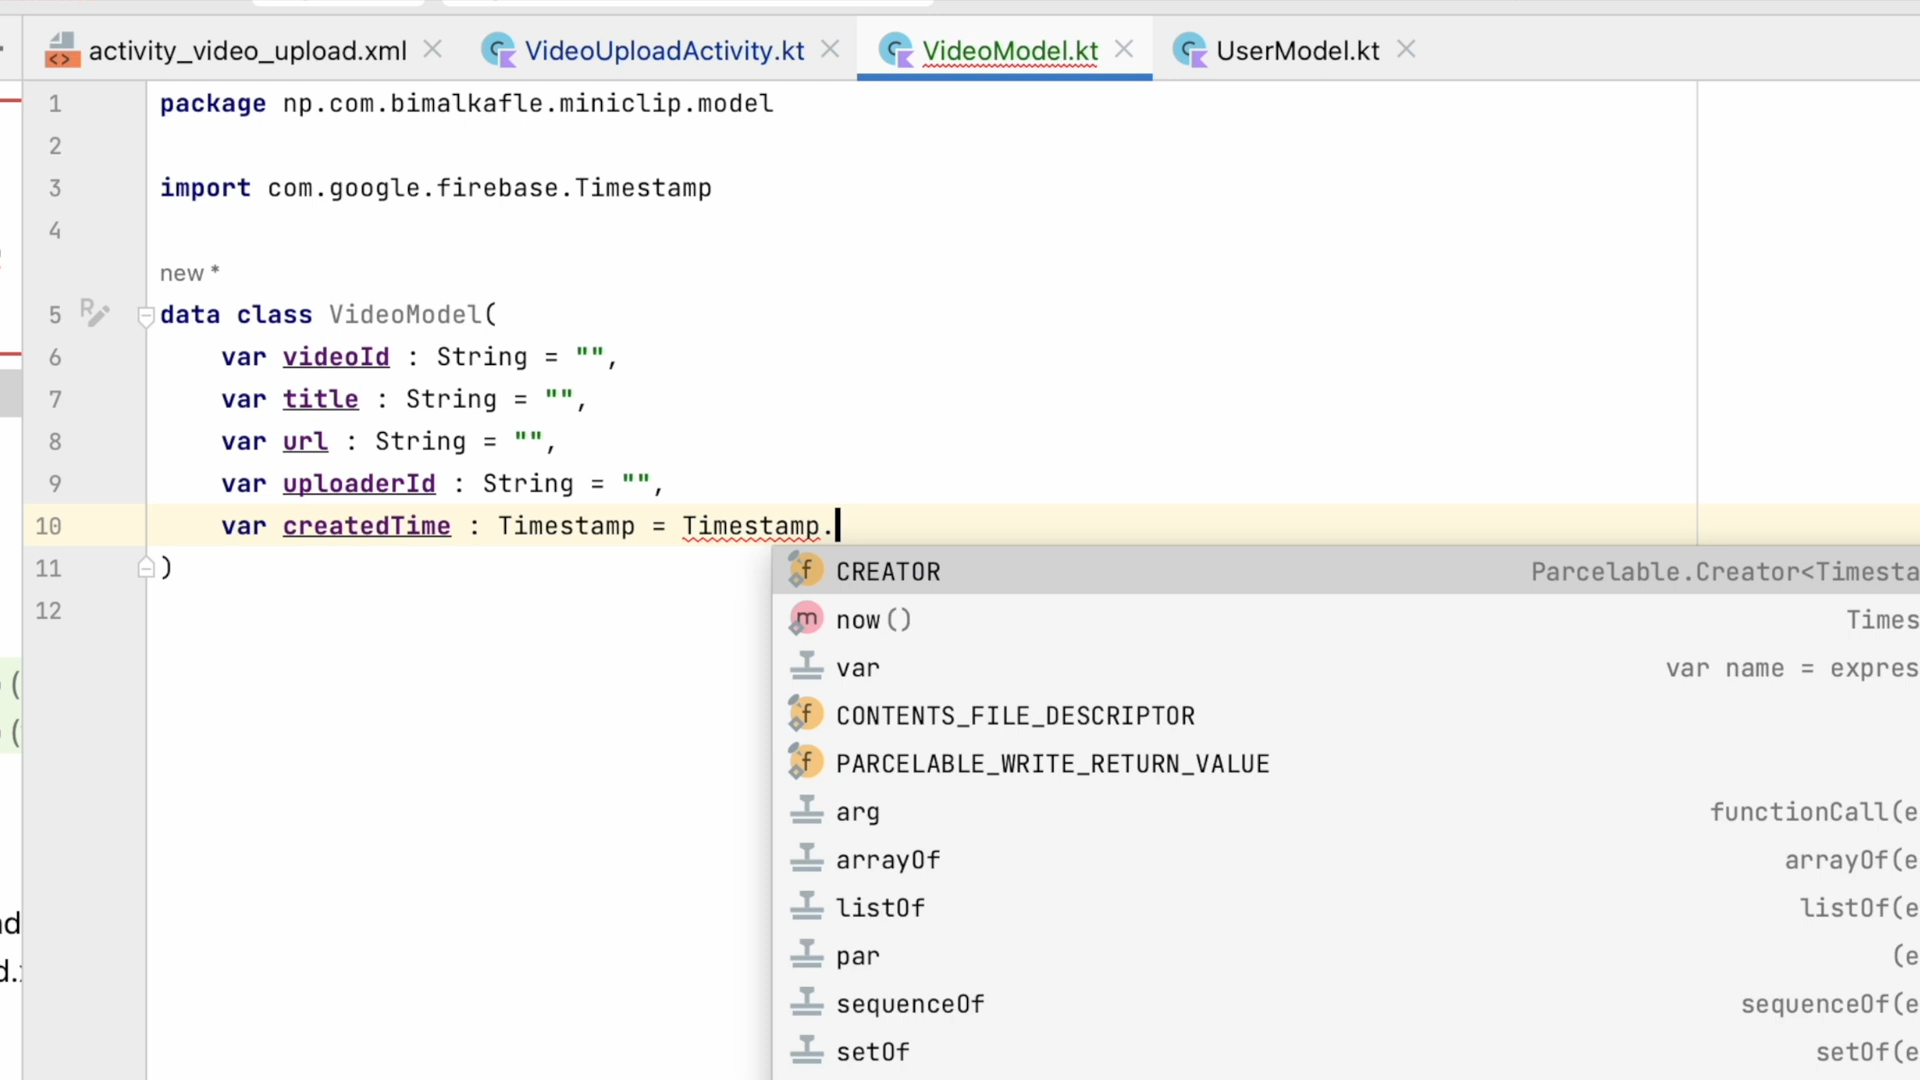 activity_video_upload.xml VideoUploadActivity.kt VideoModel.kt UserModel.kt
1 package np.com.bimalkafle.miniclip.model
2
3 import com.google.firebase.Timestamp
4
new *
5 data class VideoModel(
6 var videoId : String = "",
7 var title : String = "",
8 var url : String = "",
9 var uploaderId : String = "",
10 var createdTime : Timestamp = Timestamp.
11 )
12
CREATOR Parcelable.Creator<Timesta
now() Times
var var name = expres
CONTENTS_FILE_DESCRIPTOR
PARCELABLE_WRITE_RETURN_VALUE
arg functionCall(e
arrayOf arrayOf(e
listOf listOf(e
par (e
sequenceOf sequenceOf(e
setOf setOf(e